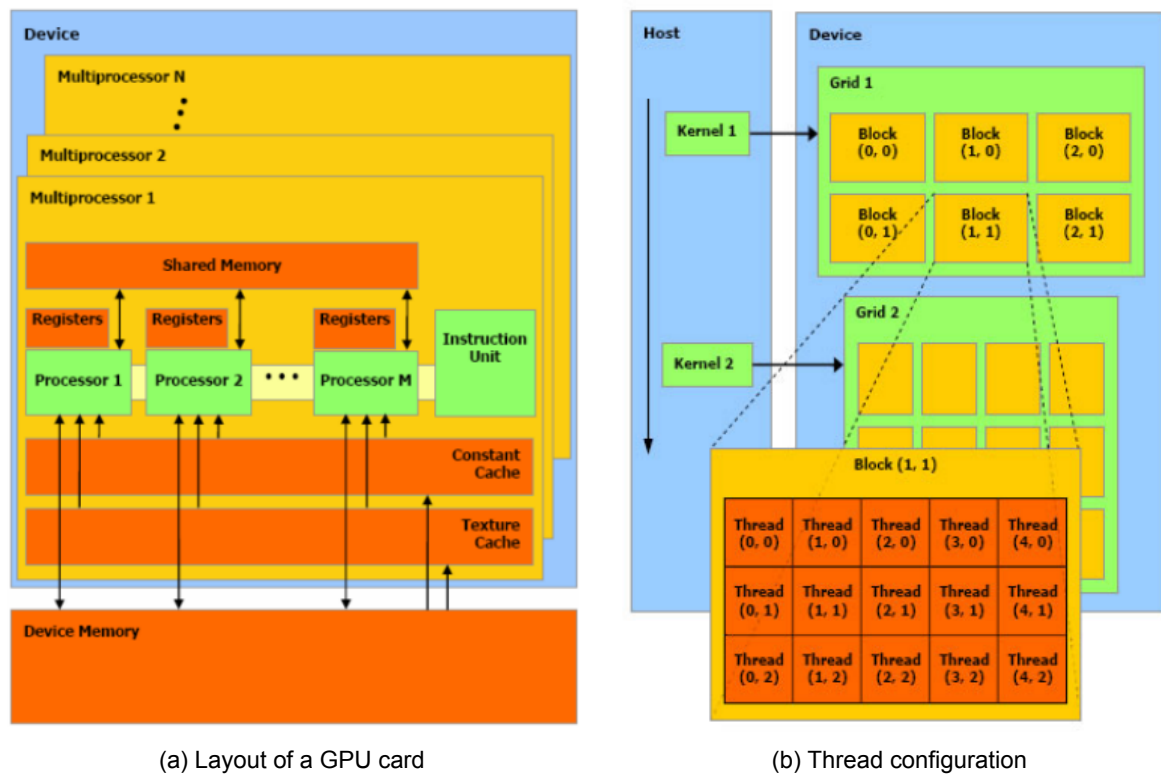 Device
Multiprocessor N
Multiprocessor 2
Multiprocessor 1
Shared Memory
Registers
Registers
Registers
Instruction
Unit
Processor 1
Processor 2
Processor M
Constant
Cache
Texture
Cache
Device Memory
(a) Layout of a GPU card
Host
Device
Kernel 1
Grid 1
Block
(0, 0)
Block
(1, 0)
Block
(2, 0)
Block
(0, 1)
Block
(1, 1)
Block
(2, 1)
Kernel 2
Grid 2
Block (1, 1)
Thread
(0, 0)
Thread
(1, 0)
Thread
(2, 0)
Thread
(3, 0)
Thread
(4, 0)
Thread
(0, 1)
Thread
(1, 1)
Thread
(2, 1)
Thread
(3, 1)
Thread
(4, 1)
Thread
(0, 2)
Thread
(1, 2)
Thread
(2, 2)
Thread
(3, 2)
Thread
(4, 2)
(b) Thread configuration